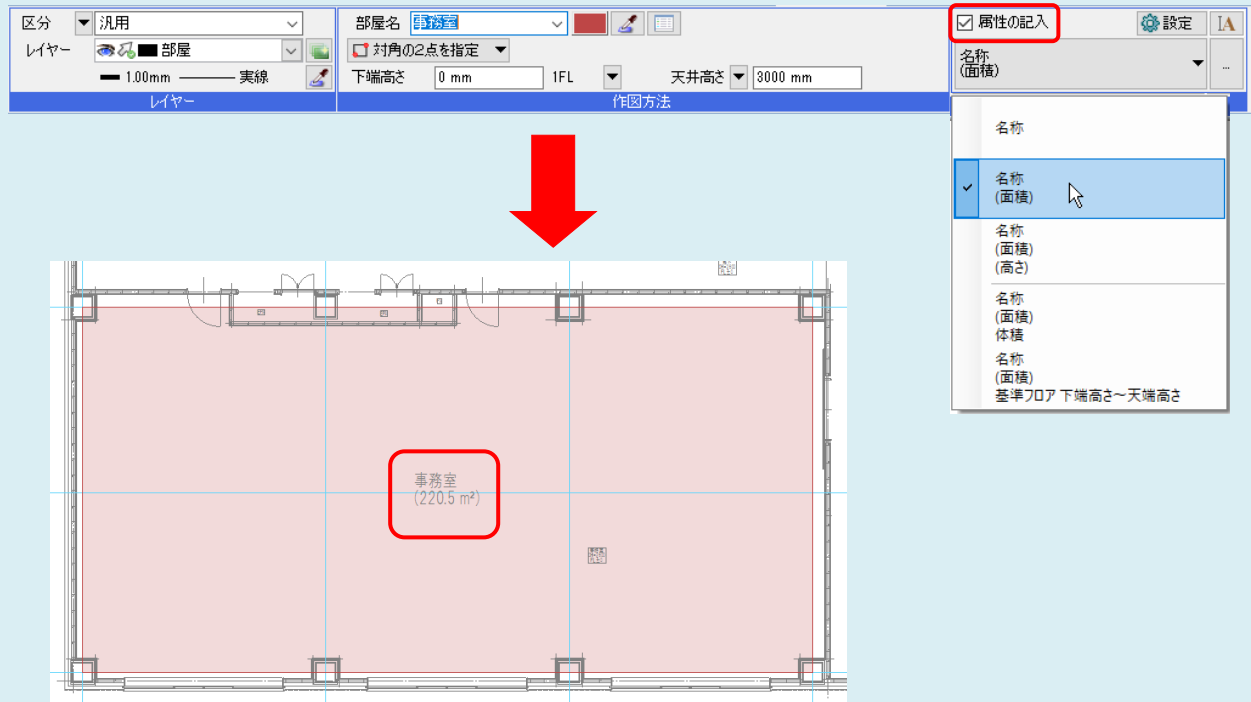 区分 汎用
レイヤー 部屋
1.00mm 実線
レイヤー
部屋名 事務室
対角の2点を指定
下端高さ 0 mm 1FL 天井高さ 3000 mm
作図方法
属性の記入 設定 IA
名称
(面積)
...
名称
名称
(面積)
名称
(面積)
(高さ)
名称
(面積)
体積
名称
(面積)
基準フロア 下端高さ～天端高さ
事務室
(220.5 m²)